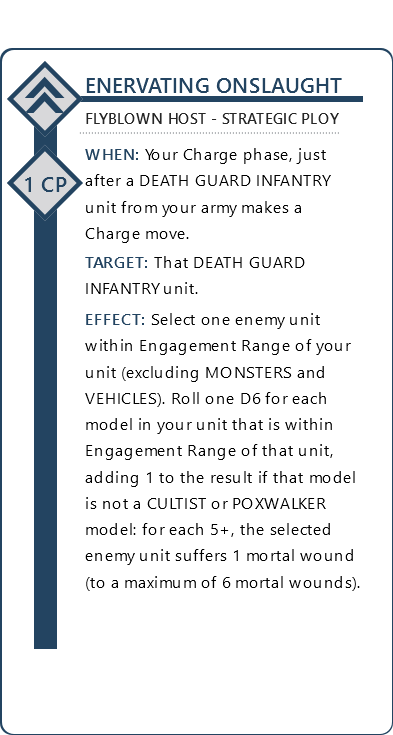 ENERVATING ONSLAUGHT
FLYBLOWN HOST - STRATEGIC PLOY
1 CP
WHEN: Your Charge phase, just
after a DEATH GUARD INFANTRY
unit from your army makes a
Charge move.
TARGET: That DEATH GUARD
INFANTRY unit.
EFFECT: Select one enemy unit
within Engagement Range of your
unit (excluding MONSTERS and
VEHICLES). Roll one D6 for each
model in your unit that is within
Engagement Range of that unit,
adding 1 to the result if that model
is not a CULTIST or POXWALKER
model: for each 5+, the selected
enemy unit suffers 1 mortal wound
(to a maximum of 6 mortal wounds).